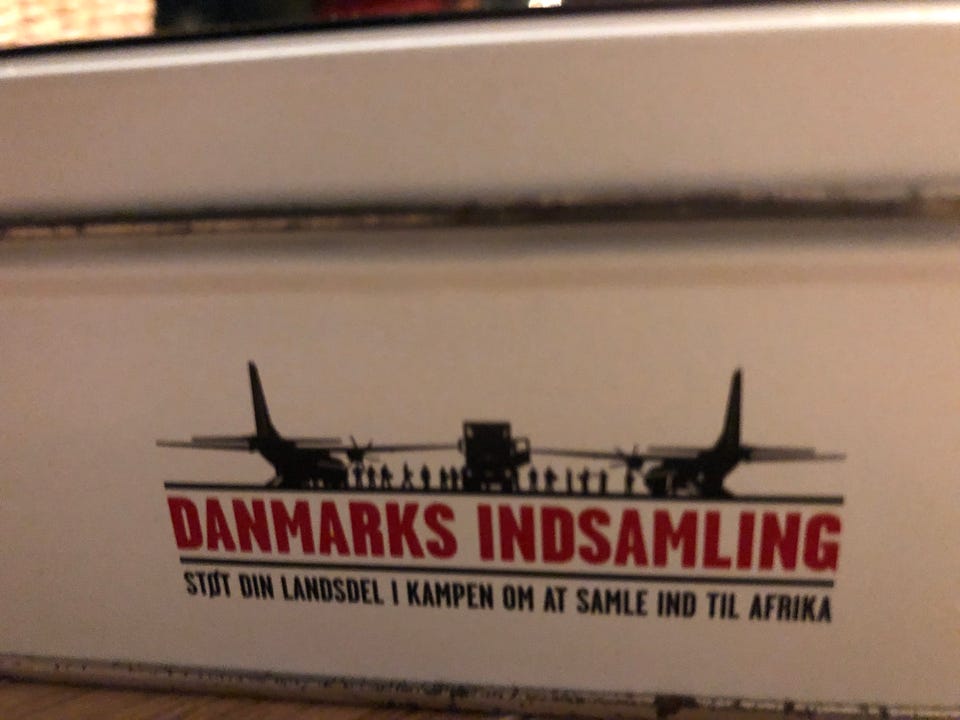 DANMARKS INDSAMLING
STØT DIN LANDSDEL I KAMPEN OM AT SAMLE IND TIL AFRIKA